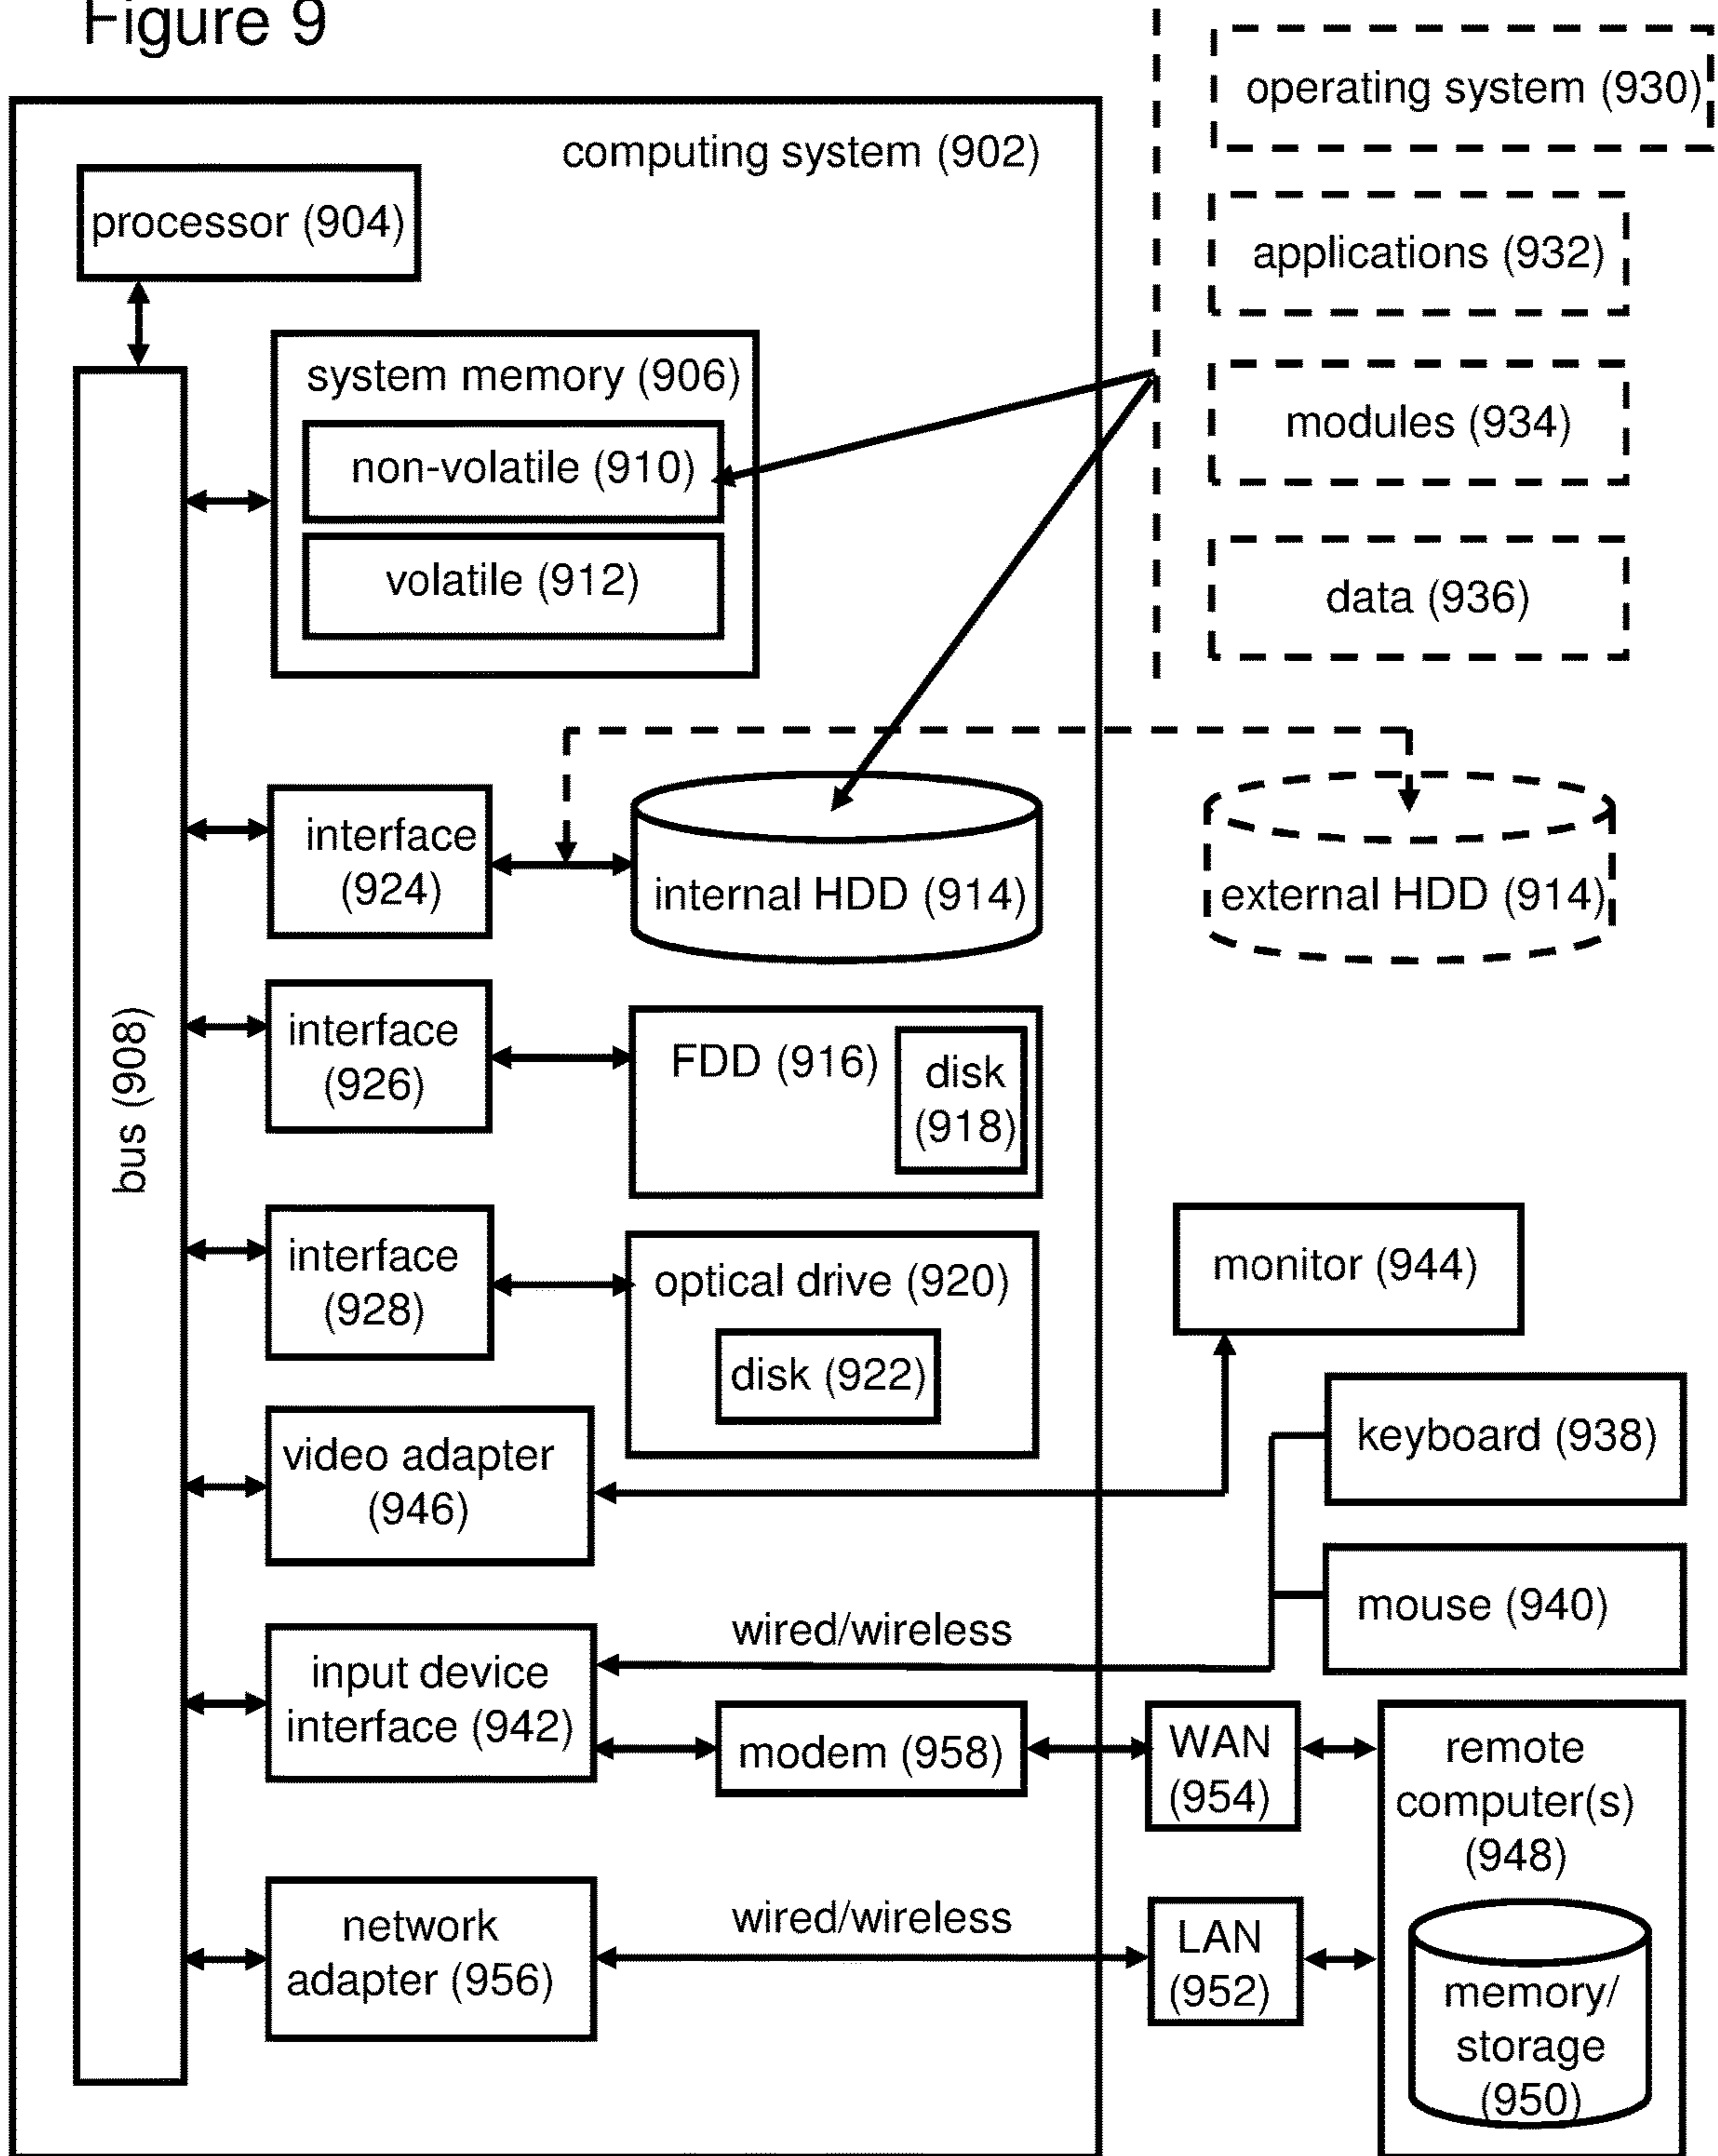 Figure 9
computing system (902)
processor (904)
system memory (906)
non-volatile (910)
volatile (912)
operating system (930)
applications (932)
modules (934)
data (936)
bus (908)
interface
(924)
internal HDD (914)
external HDD (914)
interface
(926)
FDD (916)
disk
(918)
interface
(928)
optical drive (920)
disk (922)
monitor (944)
video adapter
(946)
keyboard (938)
mouse (940)
wired/wireless
input device
interface (942)
modem (958)
WAN
(954)
remote
computer(s)
(948)
network
adapter (956)
wired/wireless
LAN
(952)
memory/
storage
(950)